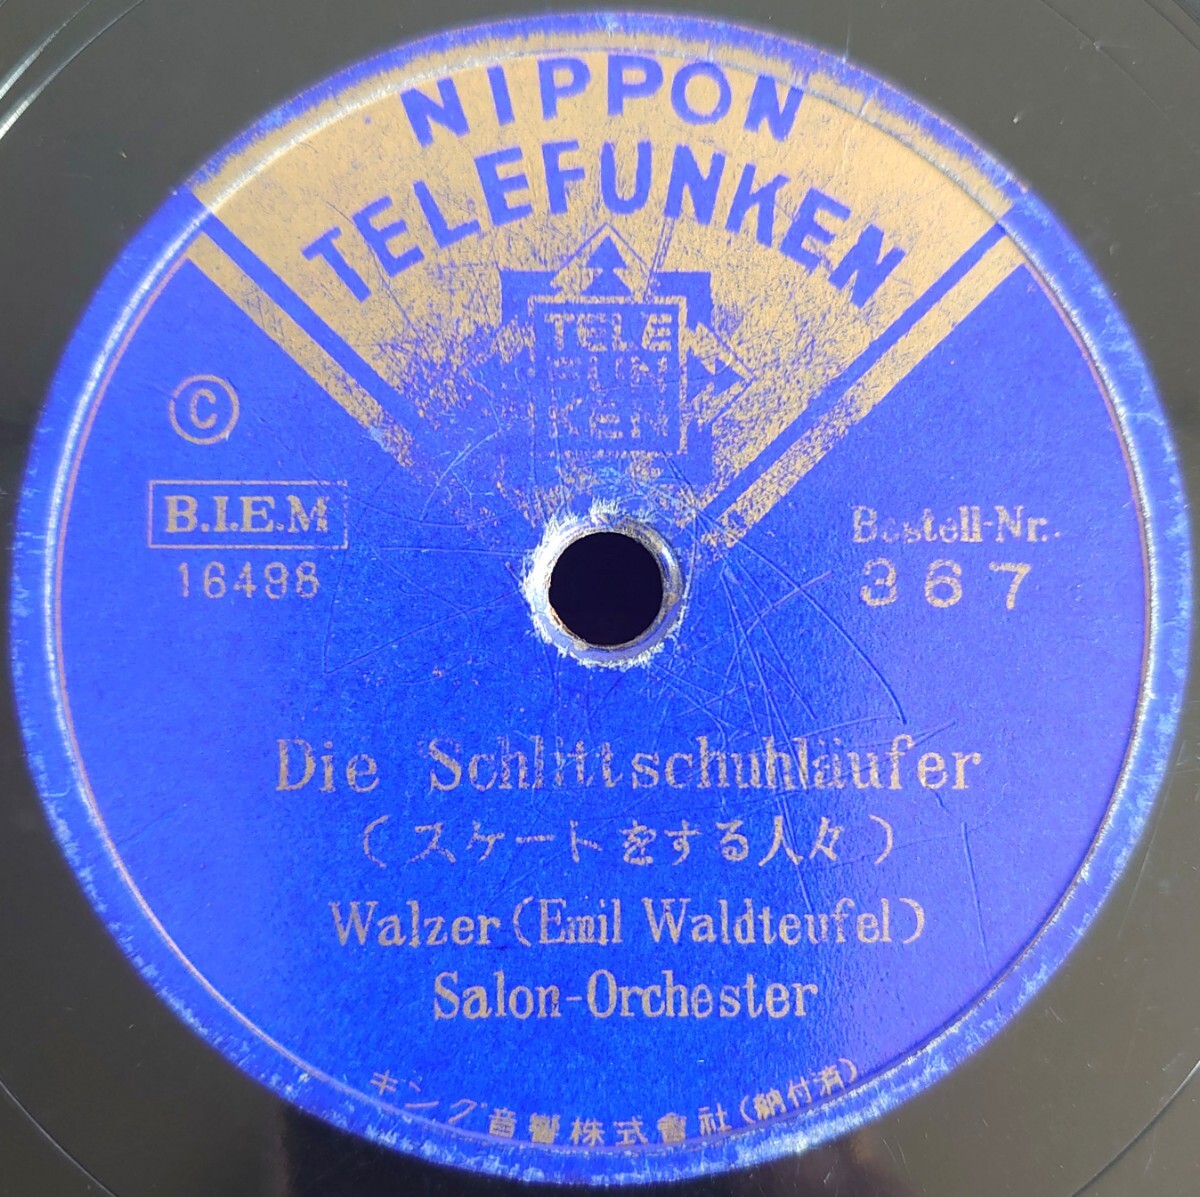 NIPPON
TELEFUNKEN
TELE
FUN
KEN
©
B.I.E.M
16498
Bestell-Nr.
367
Die Schlittschuhläufer
(スケートをする人々)
Walzer (Emil Waldteufel)
Salon-Orchester
キング音響株式會社(納付済)